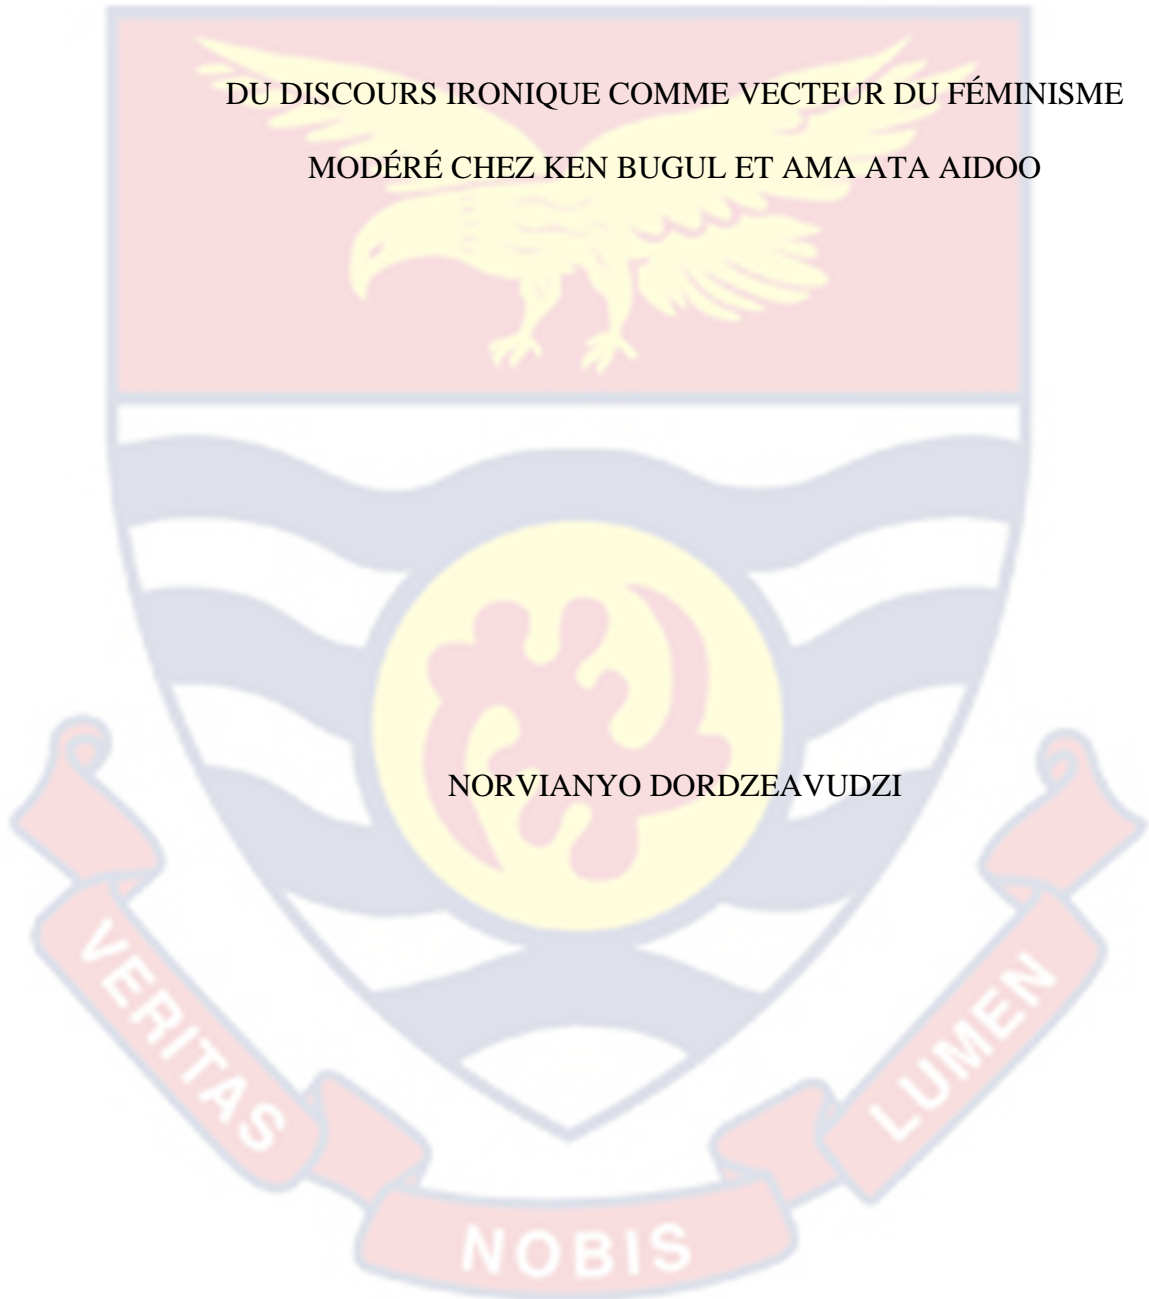 DU DISCOURS IRONIQUE COMME VECTEUR DU FÉMINISME
MODÉRÉ CHEZ KEN BUGUL ET AMA ATA AIDOO
NORVIANYO DORDZEAVUDZI
VERITAS
NOBIS
LUMEN